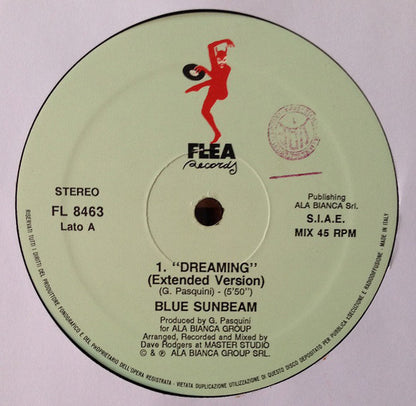 FLEA
Records
STEREO
FL 8463
Lato A
Publishing
ALA BIANCA Srl.
S.I.A.E.
MIX 45 RPM
1. "DREAMING"
(Extended Version)
(G. Pasquini) - (5'50")
BLUE SUNBEAM
Produced by G. Pasquini
for ALA BIANCA GROUP
Arranged, Recorded and Mixed by
Dave Rodgers at MASTER STUDIO
© & ℗ ALA BIANCA GROUP SRL.
RISERVATI TUTTI I DIRITTI DEL PRODUTTORE FONOGRAFICO E DEL PROPRIETARIO DELL'OPERA REGISTRATA - VIETATA DUPLICAZIONE UTILIZZAZIONE DI QUESTO DISCO DEPOSITATO PER PUBBLICA ESECUZIONE E RADIODIFFUSIONE - MADE IN ITALY